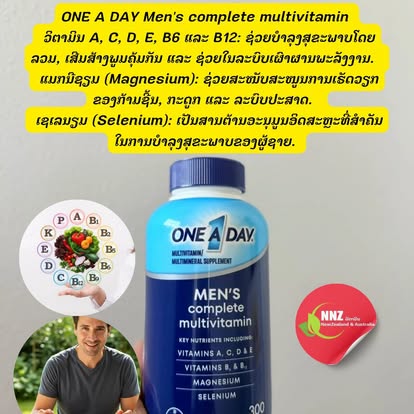 ONE A DAY Men's complete multivitamin
ວິຕາມິນ A, C, D, E, B6 ແລະ B12: ຊ່ວຍບໍາລຸງສຸຂະພາບໂດຍ
ລວມ, ເສີມສ້າງພູມຄຸ້ມກັນ ແລະ ຊ່ວຍໃນລະບົບເຜົາຜານພະລັງງານ.
ແມກນີຊຽມ (Magnesium): ຊ່ວຍສະໜັບສະໜູນການເຮັດວຽກ
ຂອງກ້າມຊີ້ນ, ກະດູກ ແລະ ລະບົບປະສາດ.
ເຊເລນຽມ (Selenium): ເປັນສານຕ້ານອະນຸມູນອິດສະຫຼະທີ່ສໍາຄັນ
ໃນການບໍາລຸງສຸຂະພາບຂອງຜູ້ຊາຍ.
P A B₁
K B₂
E B₅
D B₆
C B₁₂ B₉
ONE A DAY
MULTIVITAMIN/
MULTIMINERAL SUPPLEMENT
MEN'S
complete
multivitamin
KEY NUTRIENTS INCLUDING:
VITAMINS A, C, D & E
VITAMINS B₆ & B₁₂
MAGNESIUM
SELENIUM
300
NNZ
Newzealand & Australia